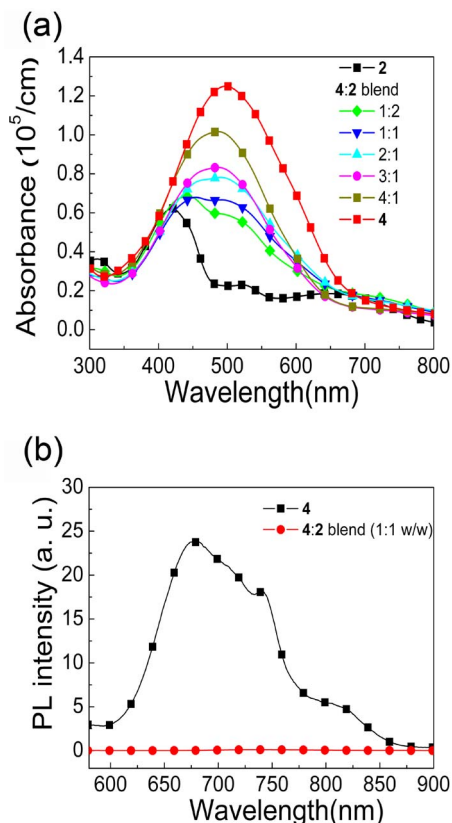 (a)
Absorbance (10⁵/cm)
1.4
1.2
1.0
0.8
0.6
0.4
0.2
0.0
2
4:2 blend
1:2
1:1
2:1
3:1
4:1
4
300 400 500 600 700 800
Wavelength(nm)
(b)
PL intensity (a. u.)
30
25
20
15
10
5
0
4
4:2 blend (1:1 w/w)
600 650 700 750 800 850 900
Wavelength(nm)